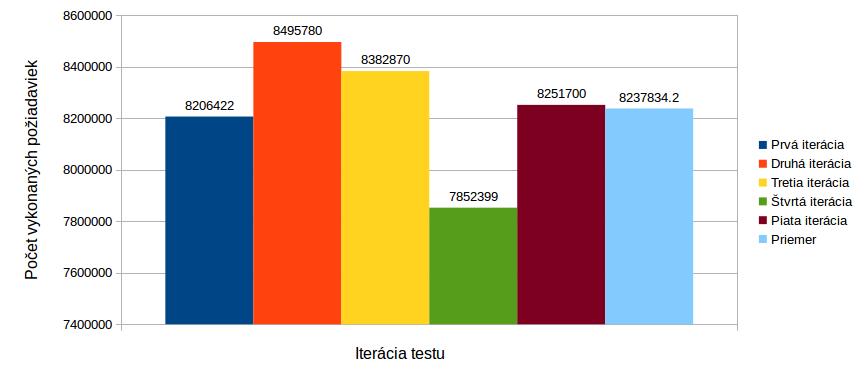 8600000
8400000
8200000
8000000
7800000
7600000
7400000
Počet vykonaných požiadaviek
8206422
8495780
8382870
7852399
8251700
8237834.2
Iterácia testu
Prvá iterácia
Druhá iterácia
Tretia iterácia
Štvrtá iterácia
Piata iterácia
Priemer